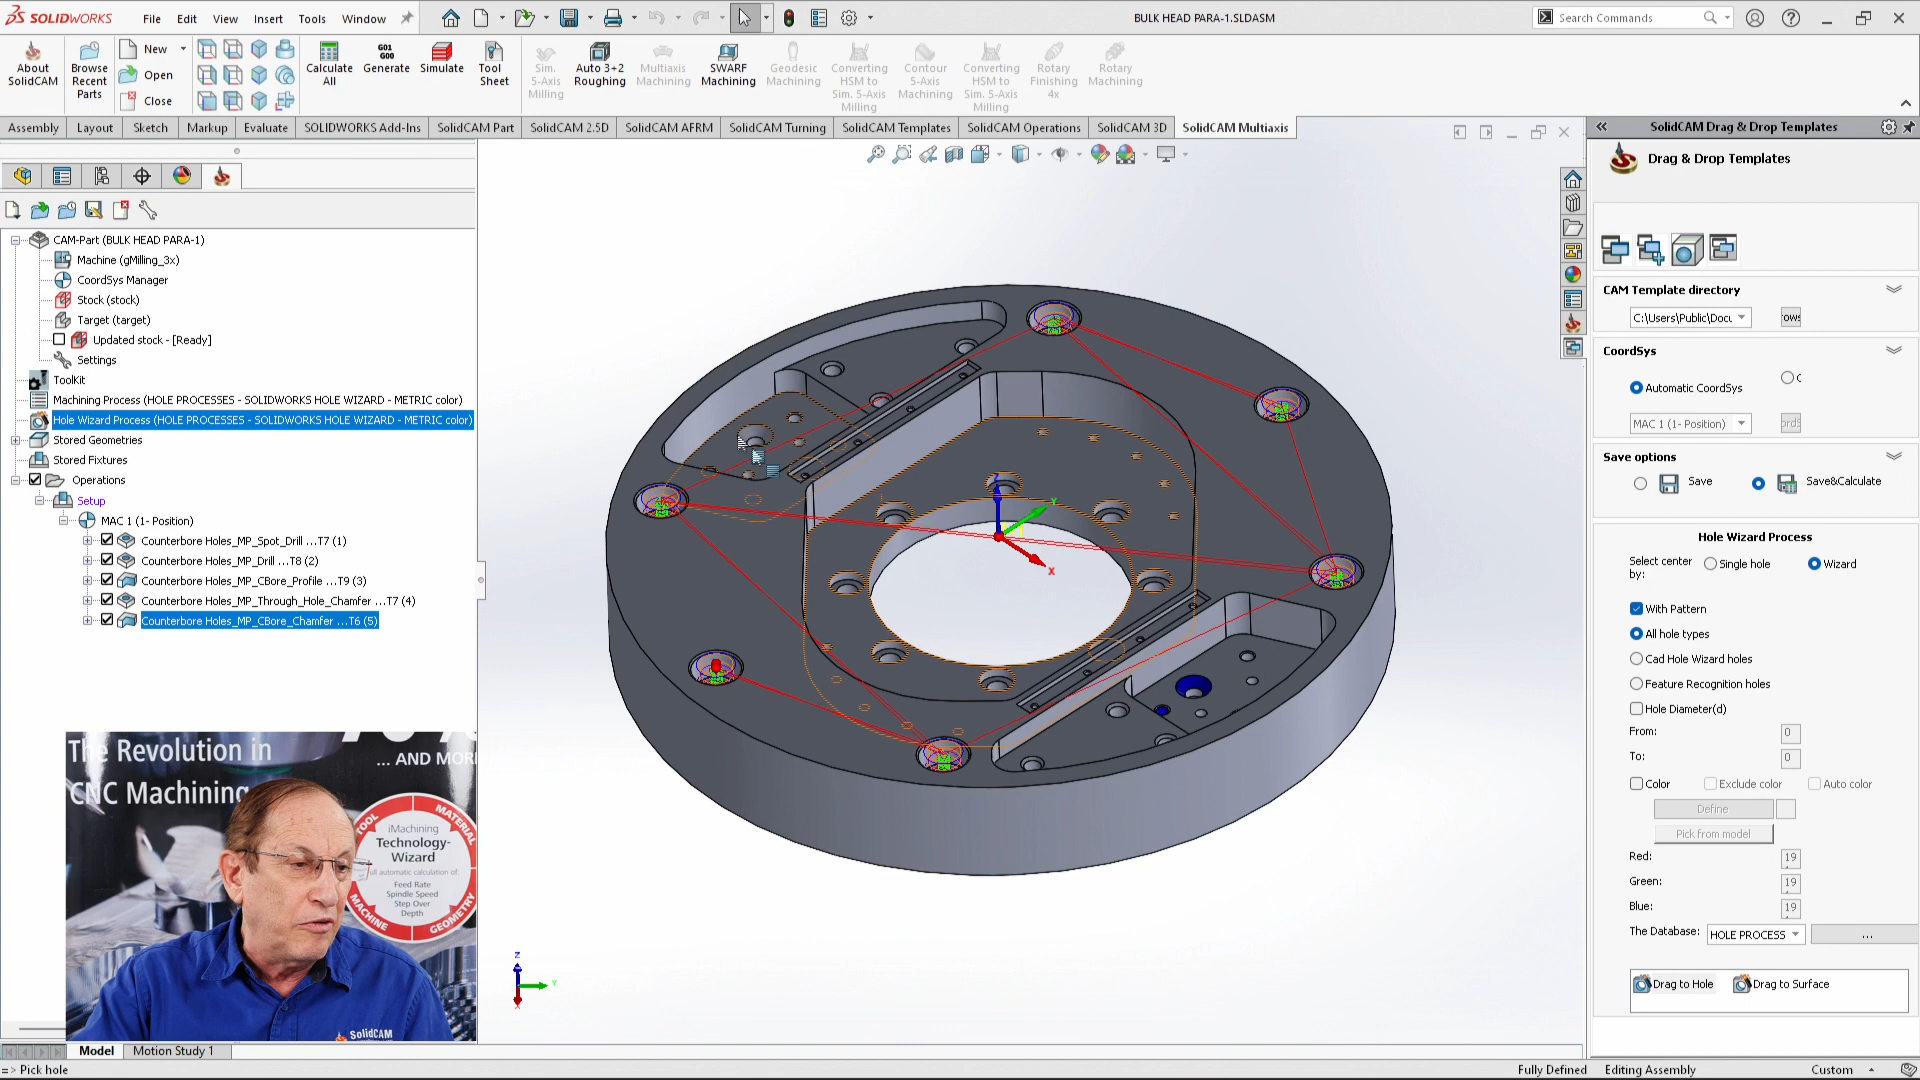 SOLIDWORKS
File Edit View Insert Tools Window
BULK HEAD PARA-1.SLDASM
Search Commands
About SolidCAM
Browse Recent Parts
New
Open
Close
Calculate All
G01 G00
Generate
Simulate
Tool Sheet
Sim. 5-Axis Milling
Auto 3+2 Roughing
Multiaxis Machining
SWARF Machining
Geodesic Machining
Converting HSM to Sim. 5-Axis Milling
Contour 5-Axis Machining
Converting HSM to Sim. 5-Axis Milling
Rotary Finishing 4x
Rotary Machining
Assembly Layout Sketch Markup Evaluate SOLIDWORKS Add-Ins SolidCAM Part SolidCAM 2.5D SolidCAM AFRM SolidCAM Turning SolidCAM Templates SolidCAM Operations SolidCAM 3D SolidCAM Multiaxis
CAM-Part (BULK HEAD PARA-1)
Machine (gMilling_3x)
CoordSys Manager
Stock (stock)
Target (target)
Updated stock - [Ready]
Settings
ToolKit
Machining Process (HOLE PROCESSES - SOLIDWORKS HOLE WIZARD - METRIC color)
Hole Wizard Process (HOLE PROCESSES - SOLIDWORKS HOLE WIZARD - METRIC color)
Stored Geometries
Stored Fixtures
Operations
Setup
MAC 1 (1- Position)
Counterbore Holes_MP_Spot_Drill ...T7 (1)
Counterbore Holes_MP_Drill ...T8 (2)
Counterbore Holes_MP_CBore_Profile ...T9 (3)
Counterbore Holes_MP_Through_Hole_Chamfer ...T7 (4)
Counterbore Holes_MP_CBore_Chamfer ...T6 (5)
Z
Y
X
Z
Y
X
The Revolution in
CNC Machining
... AND MOR
TOOL
MATERIAL
MACHINE
GEOMETRY
iMachining
Technology-
Wizard
Feed Rate
Spindle Speed
Step Over
Depth
SolidCAM
SolidCAM Drag & Drop Templates
Drag & Drop Templates
CAM Template directory
C:\Users\Public\Docu
rows
CoordSys
Automatic CoordSys
C
MAC 1 (1- Position)
ords
Save options
Save
Save&Calculate
Hole Wizard Process
Select center by:
Single hole
Wizard
With Pattern
All hole types
Cad Hole Wizard holes
Feature Recognition holes
Hole Diameter(d)
From: 0
To: 0
Color Exclude color Auto color
Define
Pick from model
Red: 19
Green: 19
Blue: 19
The Database: HOLE PROCESS ...
Drag to Hole Drag to Surface
Model Motion Study 1
=> Pick hole
Fully Defined Editing Assembly Custom